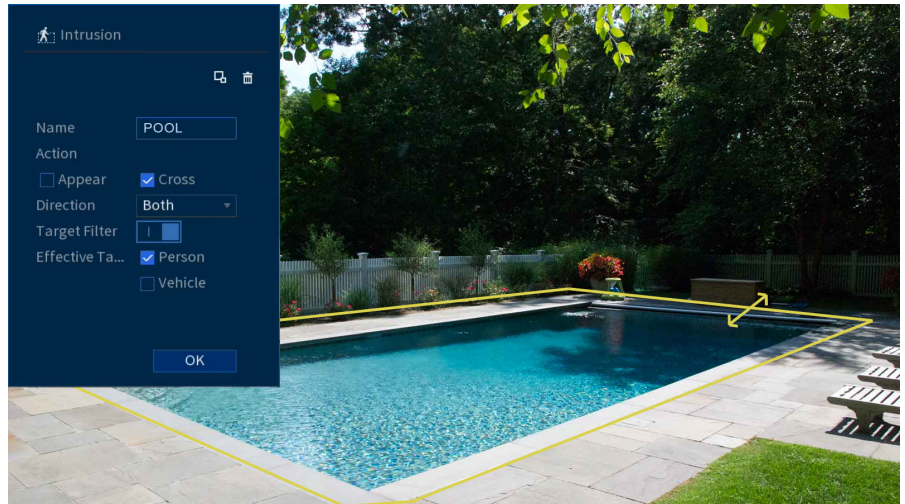 Intrusion
Name POOL
Action
Appear Cross
Direction Both
Target Filter
Effective Ta... Person
Vehicle
OK